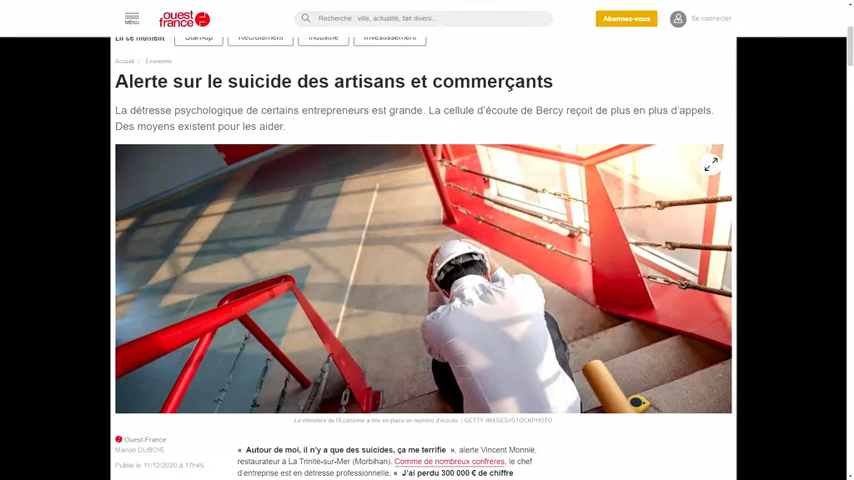 MENU
ouest
france
Recherche : ville, actualité, fait divers...
Abonnez-vous
Se connecter
En ce moment
Start-up
Recrutement
Industrie
Investissement
Accueil / Economie
Alerte sur le suicide des artisans et commerçants
La détresse psychologique de certains entrepreneurs est grande. La cellule d'écoute de Bercy reçoit de plus en plus d'appels.
Des moyens existent pour les aider.
Le ministère de l'Economie a mis en place un numéro d'écoute. | GETTY IMAGES/ISTOCKPHOTO
Ouest-France
Manon DUBOIS.
Publié le 11/12/2020 à 17h45
« Autour de moi, il n'y a que des suicides, ça me terrifie », alerte Vincent Monnié,
restaurateur à La Trinité-sur-Mer (Morbihan). Comme de nombreux confrères, le chef
d'entreprise est en détresse professionnelle. « J'ai perdu 300 000 € de chiffre